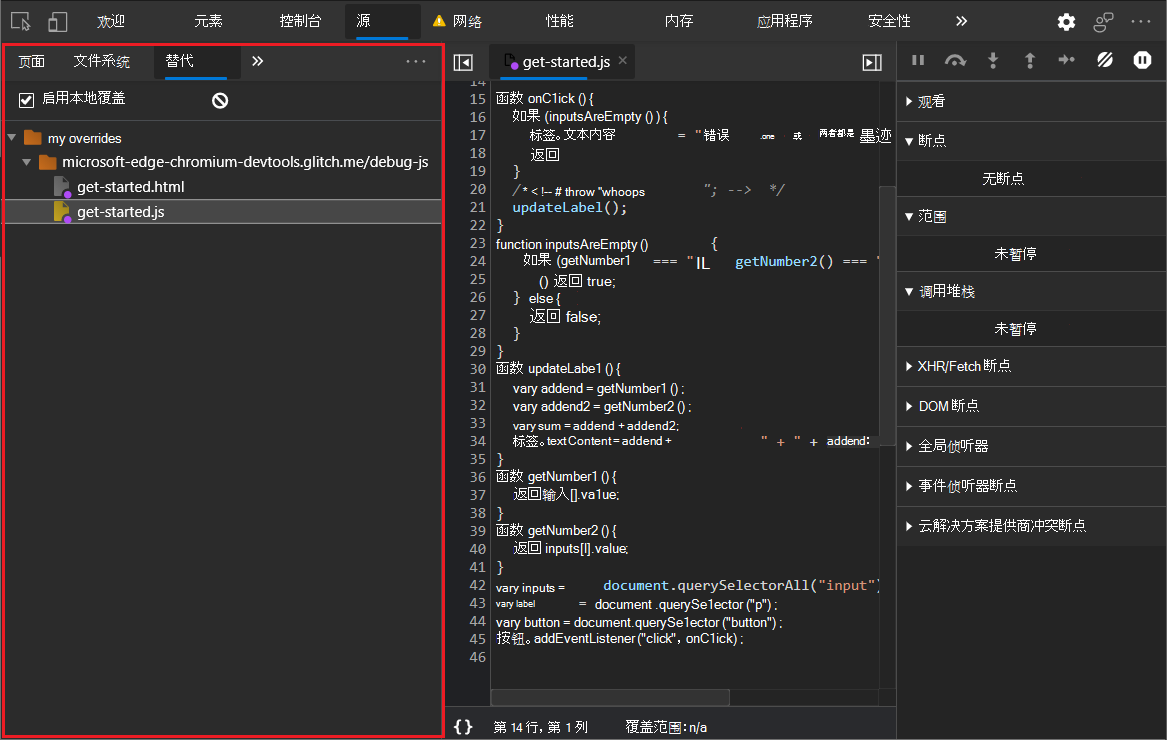 欢迎 元素 控制台 源 网络 性能 内存 应用程序 安全性
页面 文件系统 替代
启用本地覆盖
my overrides
microsoft-edge-chromium-devtools.glitch.me/debug-js
get-started.html
get-started.js
get-started.js ×
14
15 函数 onC1ick () {
16 如果 (inputsAreEmpty () ) {
17 标签。文本内容 = "错误 .one 或 两者都是 墨迹
18 返回
19 }
20 /* < !-- # throw "whoops "; --> */
21 updateLabel();
22 }
23 function inputsAreEmpty () {
24 如果 (getNumber1 === "IL getNumber2() === "
25 () 返回 true;
26 } else {
27 返回 false;
28 }
29 }
30 函数 updateLabe1 () {
31 vary addend = getNumber1 () ;
32 vary addend2 = getNumber2 () ;
33 vary sum = addend + addend2;
34 标签。textContent = addend + " + " + addend:
35 }
36 函数 getNumber1 () {
37 返回输入[].va1ue;
38 }
39 函数 getNumber2 () {
40 返回 inputs[I].value;
41 }
42 vary inputs = document.querySelectorAll("input")
43 vary label = document .querySe1ector ("p") ;
44 vary button = document.querySe1ector ("button") ;
45 按钮。addEventListener ("click", onC1ick) ;
46
{} 第 14 行, 第 1 列 覆盖范围: n/a
观看
断点
无断点
范围
未暂停
调用堆栈
未暂停
XHR/Fetch 断点
DOM 断点
全局侦听器
事件侦听器断点
云解决方案提供商冲突断点